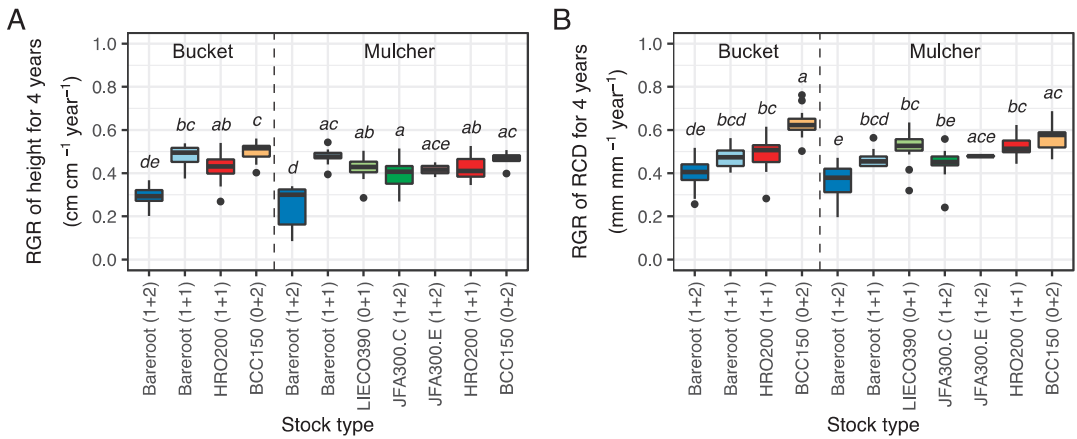 A
RGR of height for 4 years
(cm cm −1 year−1)
1.0
0.8
0.6
0.4
0.2
0.0
Bucket
Mulcher
de
bc
ab
c
d
ac
ab
a
ace
ab
ac
Bareroot (1+2)
Bareroot (1+1)
HRO200 (1+1)
BCC150 (0+2)
Bareroot (1+2)
Bareroot (1+1)
LIECO390 (0+1)
JFA300.C (1+2)
JFA300.E (1+2)
HRO200 (1+1)
BCC150 (0+2)
Stock type
B
RGR of RCD for 4 years
(mm mm −1 year−1)
1.0
0.8
0.6
0.4
0.2
0.0
Bucket
Mulcher
de
bcd
bc
a
e
bcd
bc
be
ace
bc
ac
Bareroot (1+2)
Bareroot (1+1)
HRO200 (1+1)
BCC150 (0+2)
Bareroot (1+2)
Bareroot (1+1)
LIECO390 (0+1)
JFA300.C (1+2)
JFA300.E (1+2)
HRO200 (1+1)
BCC150 (0+2)
Stock type